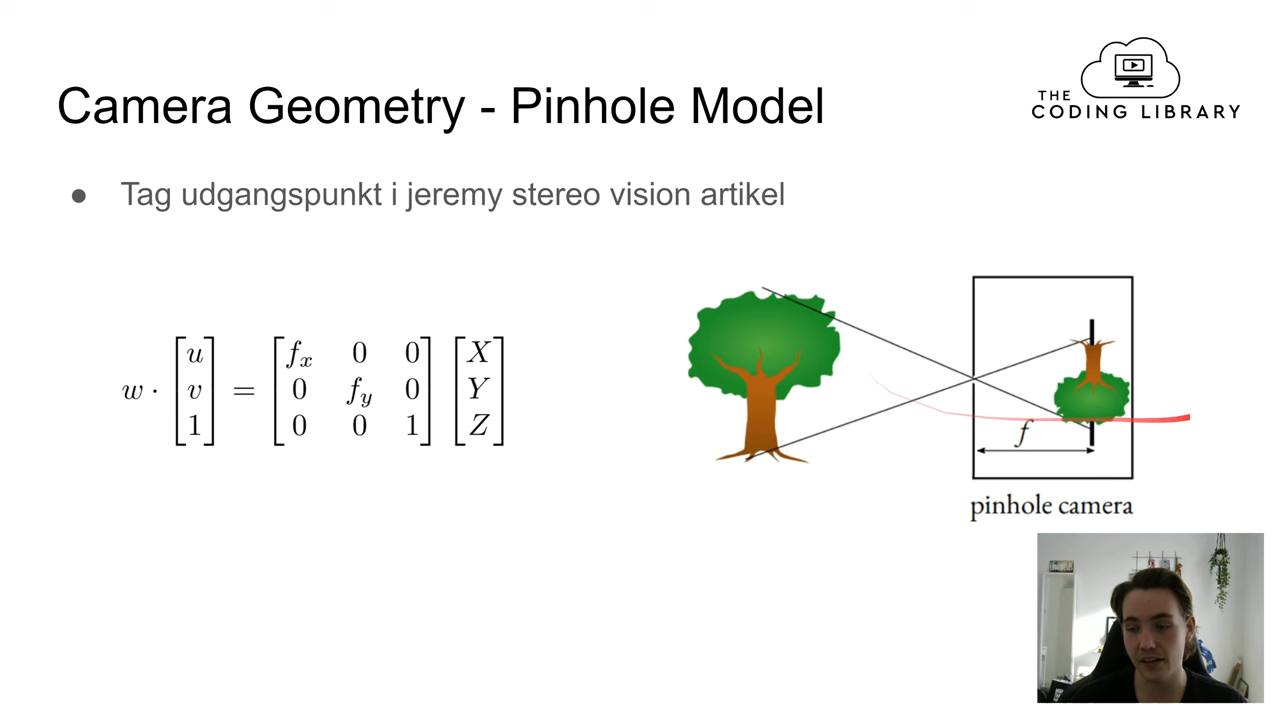 THE
CODING LIBRARY
Camera Geometry - Pinhole Model
● Tag udgangspunkt i jeremy stereo vision artikel
w · [u v 1] = [f_x 0 0; 0 f_y 0; 0 0 1] [X Y Z]
f
pinhole camera